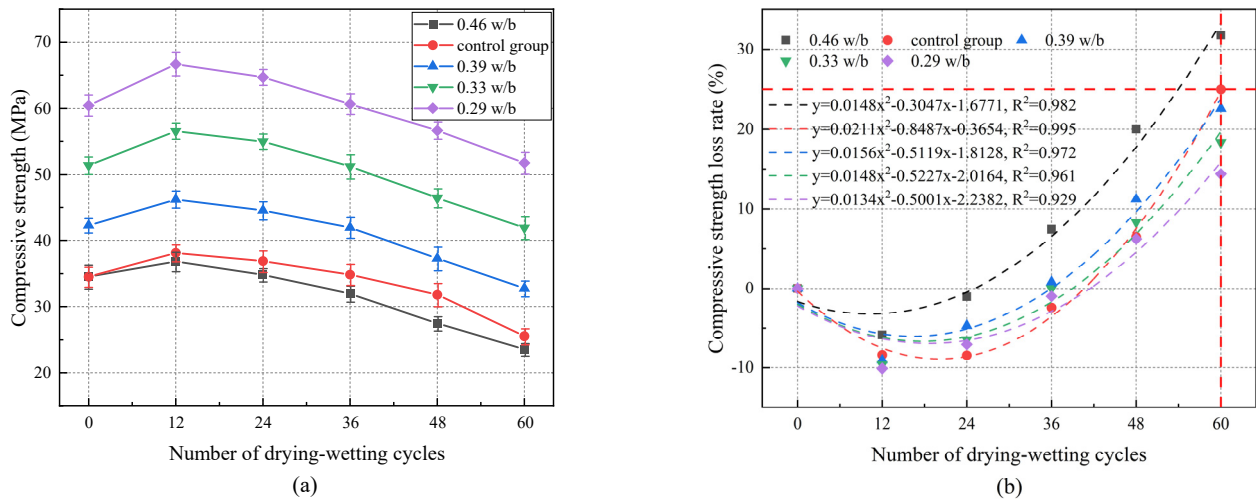 0.46 w/b
control group
0.39 w/b
0.33 w/b
0.29 w/b
70
60
50
40
30
20
Compressive strength (MPa)
0 12 24 36 48 60
Number of drying-wetting cycles
(a)
0.46 w/b control group 0.39 w/b
0.33 w/b 0.29 w/b
y=0.0148x²-0.3047x-1.6771, R²=0.982
y=0.0211x²-0.8487x-0.3654, R²=0.995
y=0.0156x²-0.5119x-1.8128, R²=0.972
y=0.0148x²-0.5227x-2.0164, R²=0.961
y=0.0134x²-0.5001x-2.2382, R²=0.929
30
20
10
0
-10
Compressive strength loss rate (%)
0 12 24 36 48 60
Number of drying-wetting cycles
(b)